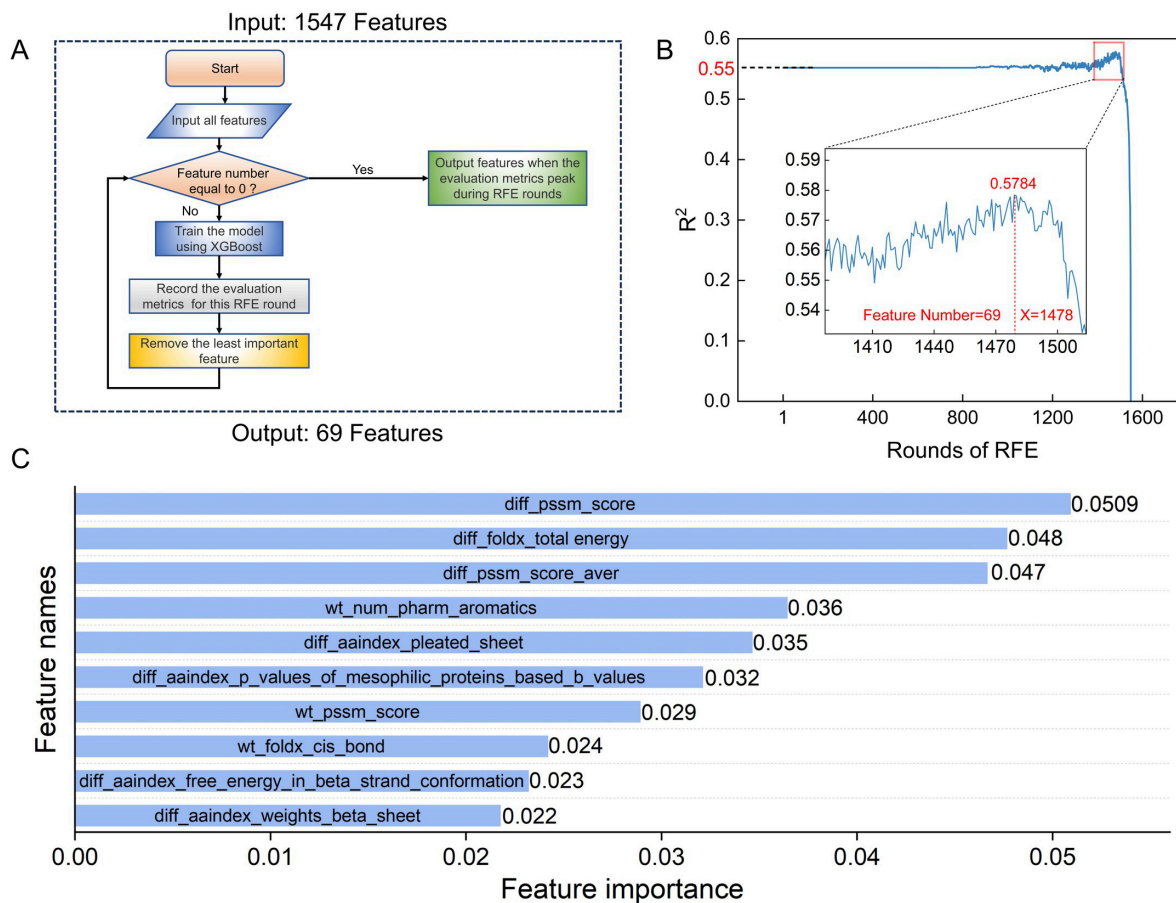 Input: 1547 Features
A
Start
Input all features
Feature number
equal to 0 ?
Yes
Output features when the
evaluation metrics peak
during RFE rounds
No
Train the model
using XGBoost
Record the evaluation
metrics for this RFE round
Remove the least important
feature
Output: 69 Features
B
0.6
0.55
0.5
0.4
0.3
0.2
0.1
0.0
R²
0.59
0.58
0.57
0.56
0.55
0.54
0.5784
Feature Number=69
X=1478
1410
1440
1470
1500
1
400
800
1200
1600
Rounds of RFE
C
Feature names
diff_pssm_score
0.0509
diff_foldx_total energy
0.048
diff_pssm_score_aver
0.047
wt_num_pharm_aromatics
0.036
diff_aaindex_pleated_sheet
0.035
diff_aaindex_p_values_of_mesophilic_proteins_based_b_values
0.032
wt_pssm_score
0.029
wt_foldx_cis_bond
0.024
diff_aaindex_free_energy_in_beta_strand_conformation
0.023
diff_aaindex_weights_beta_sheet
0.022
0.00
0.01
0.02
0.03
0.04
0.05
Feature importance